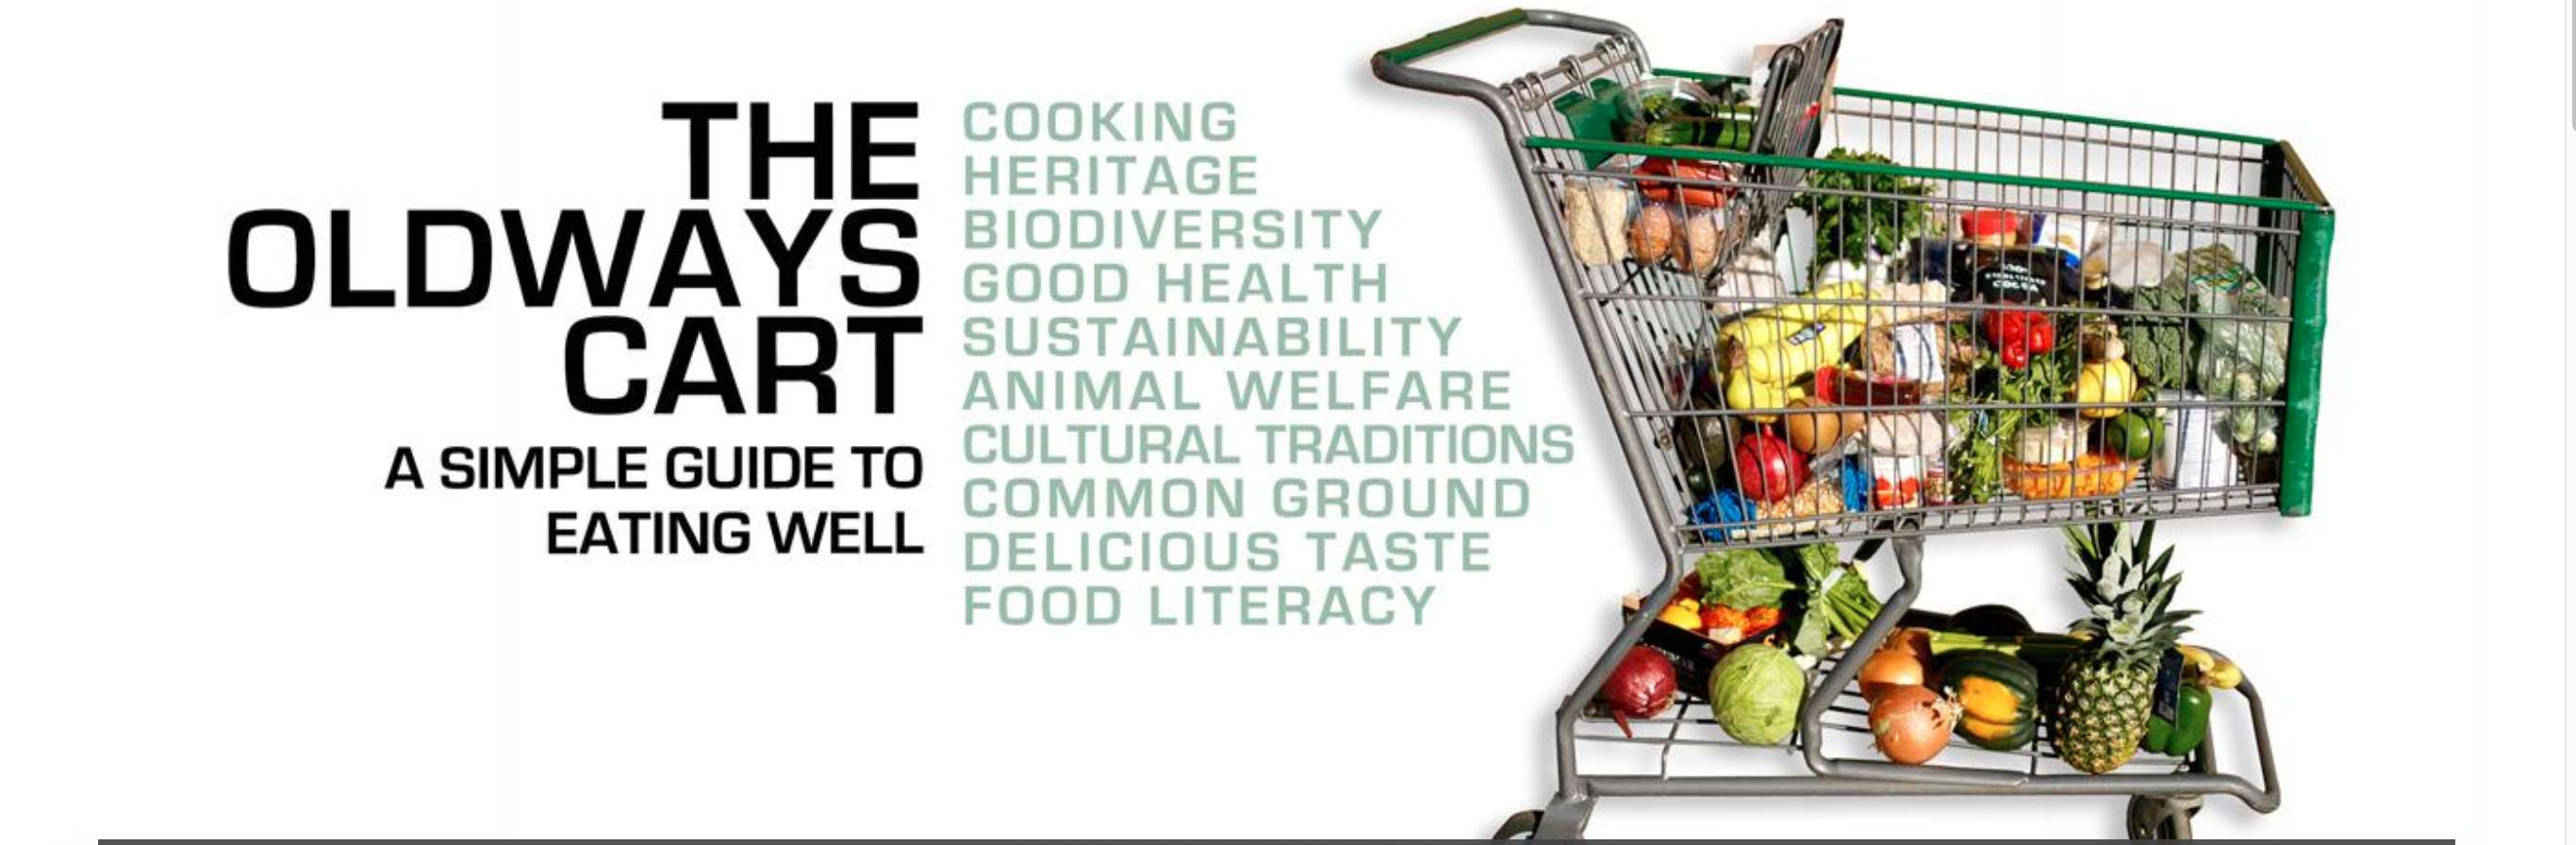 THE
OLDWAYS
CART
A SIMPLE GUIDE TO
EATING WELL
COOKING
HERITAGE
BIODIVERSITY
GOOD HEALTH
SUSTAINABILITY
ANIMAL WELFARE
CULTURAL TRADITIONS
COMMON GROUND
DELICIOUS TASTE
FOOD LITERACY
COCOA